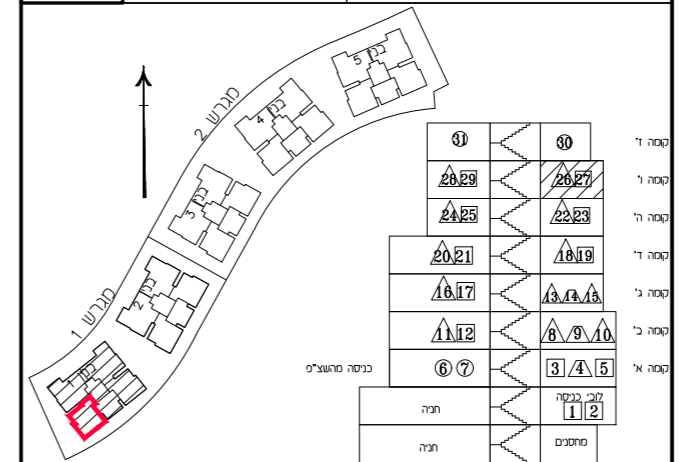 מגרש 2
בנין 5
בנין 4
בנין 3
מגרש 1
בנין 2
בנין 1
31 30 קומה ז'
28 29 26 27 קומה ו'
24 25 22 23 קומה ה'
20 21 18 19 קומה ד'
16 17 13 14 15 קומה ג'
11 12 8 9 10 קומה ב'
כניסה מהשצ"פ 6 7 3 4 5 קומה א'
חניה לובי כניסה
1 2
חניה מחסנים